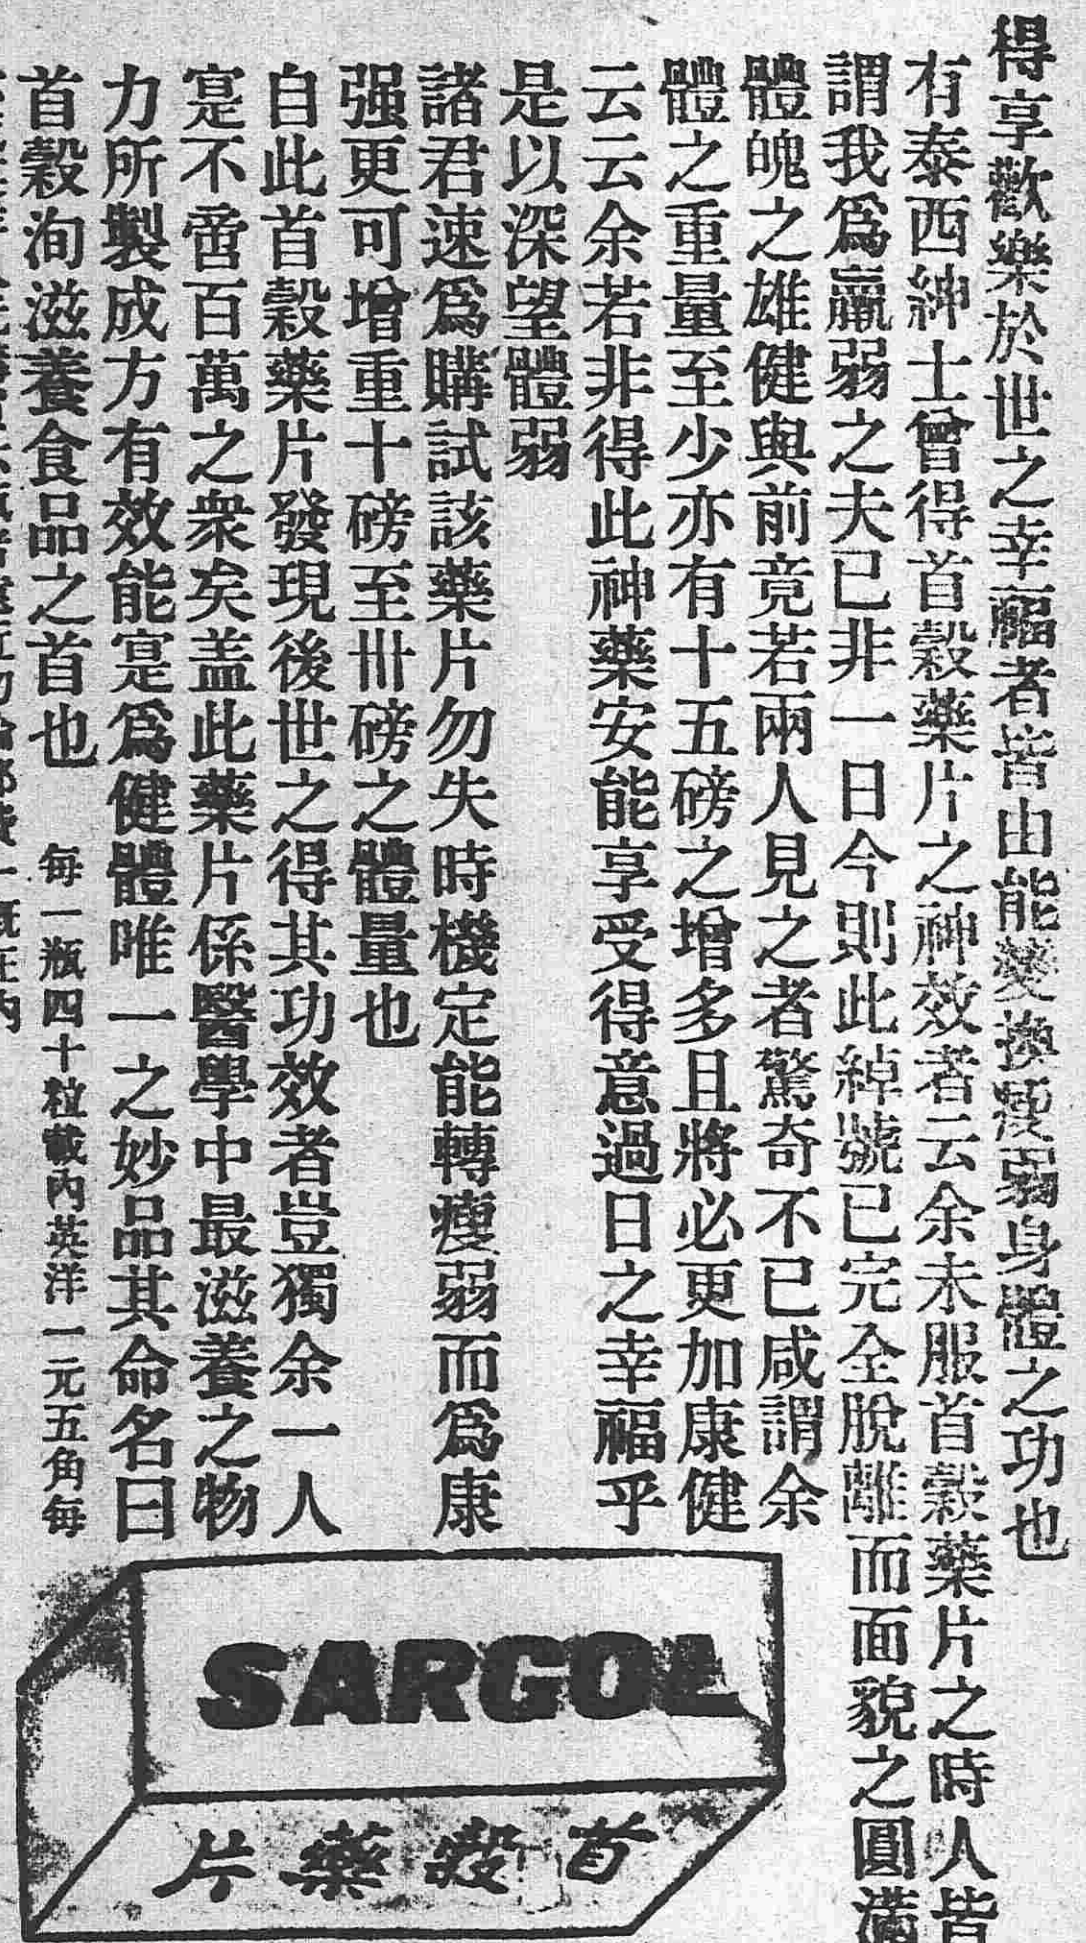 得享歡樂於世之幸福者皆由能變換瘦弱身體之功也
有泰西紳士曾得首穀藥片之神效者云余未服首穀藥片之時人皆
謂我爲羸弱之夫已非一日今則此綽號已完全脫離而面貌之圓滿
體魄之雄健與前竟若兩人見之者驚奇不已咸謂余
體之重量至少亦有十五磅之增多且將必更加康健
云云余若非得此神藥安能享受得意過日之幸福乎
是以深望體弱
諸君速爲購試該藥片勿失時機定能轉瘦弱而爲康
强更可增重十磅至卅磅之體量也
自此首穀藥片發現後世之得其功效者豈獨余一人
寔不啻百萬之衆矣盖此藥片係醫學中最滋養之物
力所製成方有效能寔爲健體唯一之妙品其命名曰
首穀洵滋養食品之首也 每一瓶四十粒載內英洋一元五角每
費一概在內
SARGOL
首穀藥片